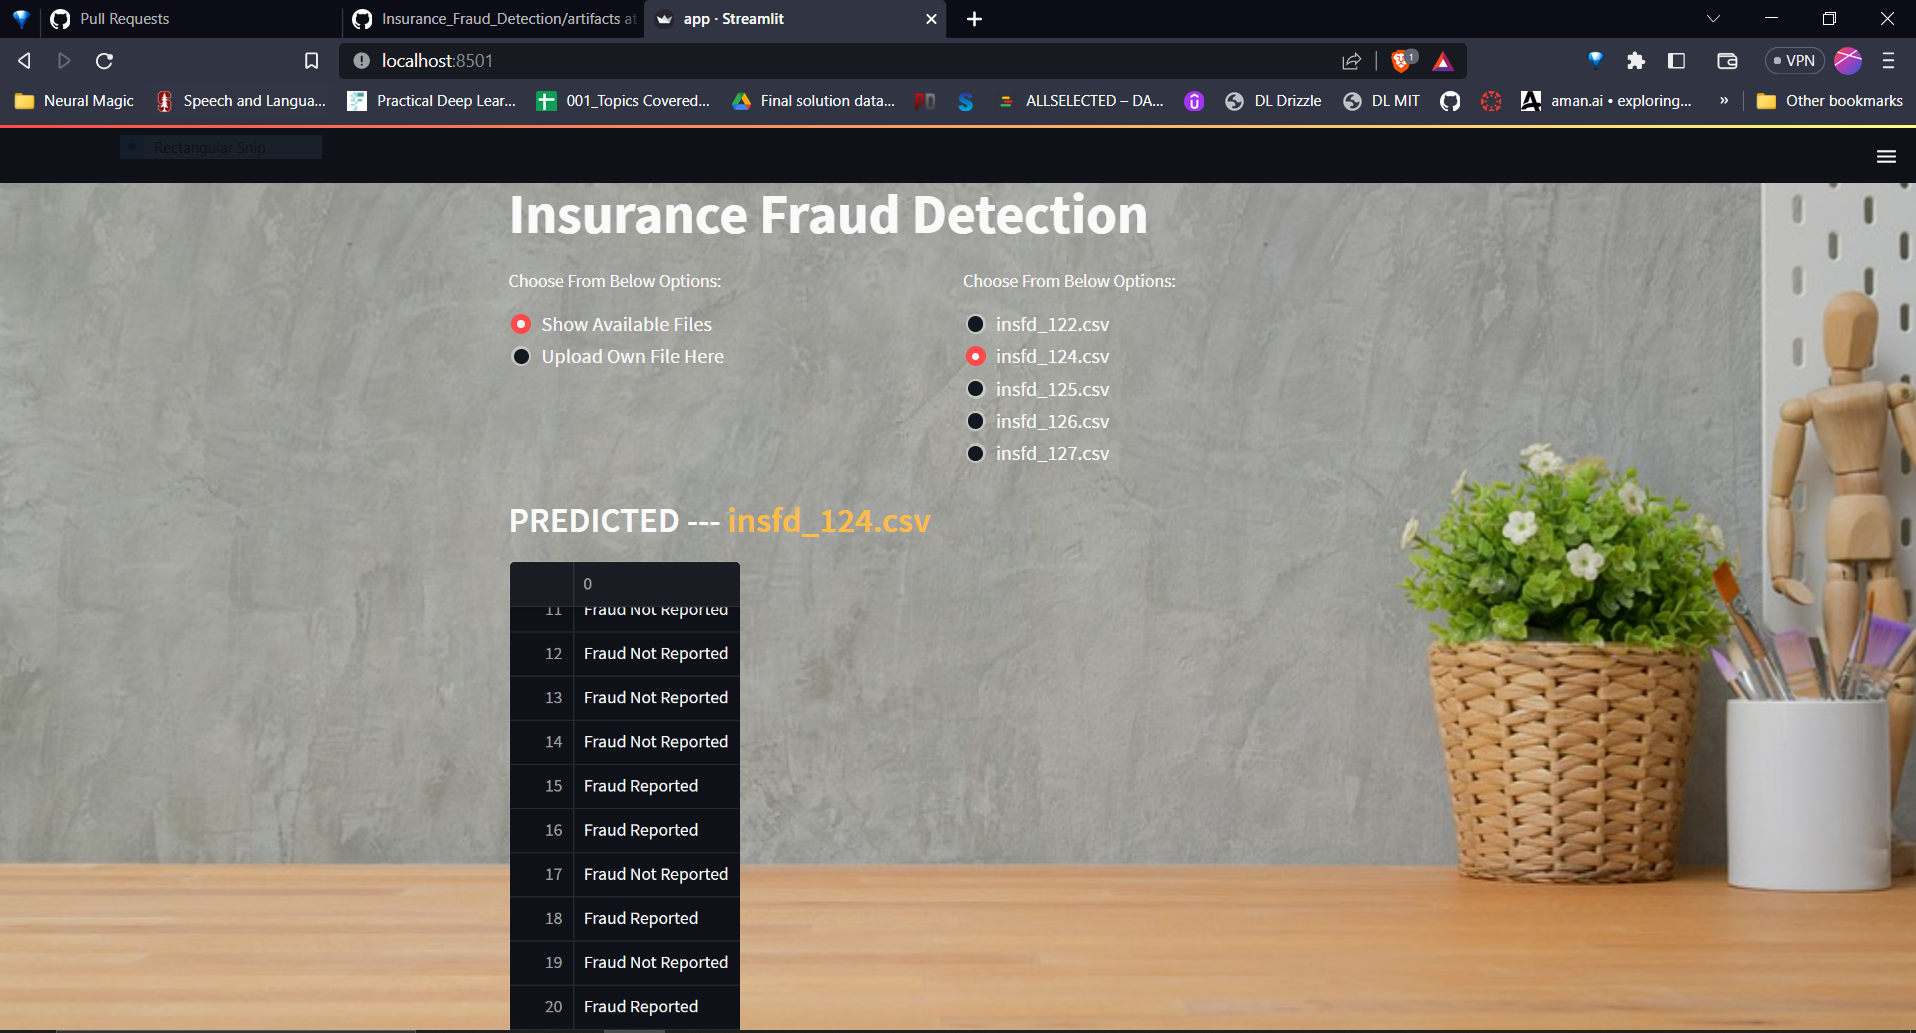 Pull Requests
Insurance_Fraud_Detection/artifacts at
app · Streamlit
localhost:8501
1
VPN
Neural Magic
Speech and Langua...
Practical Deep Lear...
001_Topics Covered...
Final solution data...
ALLSELECTED – DA...
DL Drizzle
DL MIT
aman.ai • exploring...
»
Other bookmarks
Rectangular Snip
Insurance Fraud Detection
Choose From Below Options:
Show Available Files
Upload Own File Here
Choose From Below Options:
insfd_122.csv
insfd_124.csv
insfd_125.csv
insfd_126.csv
insfd_127.csv
PREDICTED --- insfd_124.csv
0
11 Fraud Not Reported
12 Fraud Not Reported
13 Fraud Not Reported
14 Fraud Not Reported
15 Fraud Reported
16 Fraud Reported
17 Fraud Not Reported
18 Fraud Reported
19 Fraud Not Reported
20 Fraud Reported